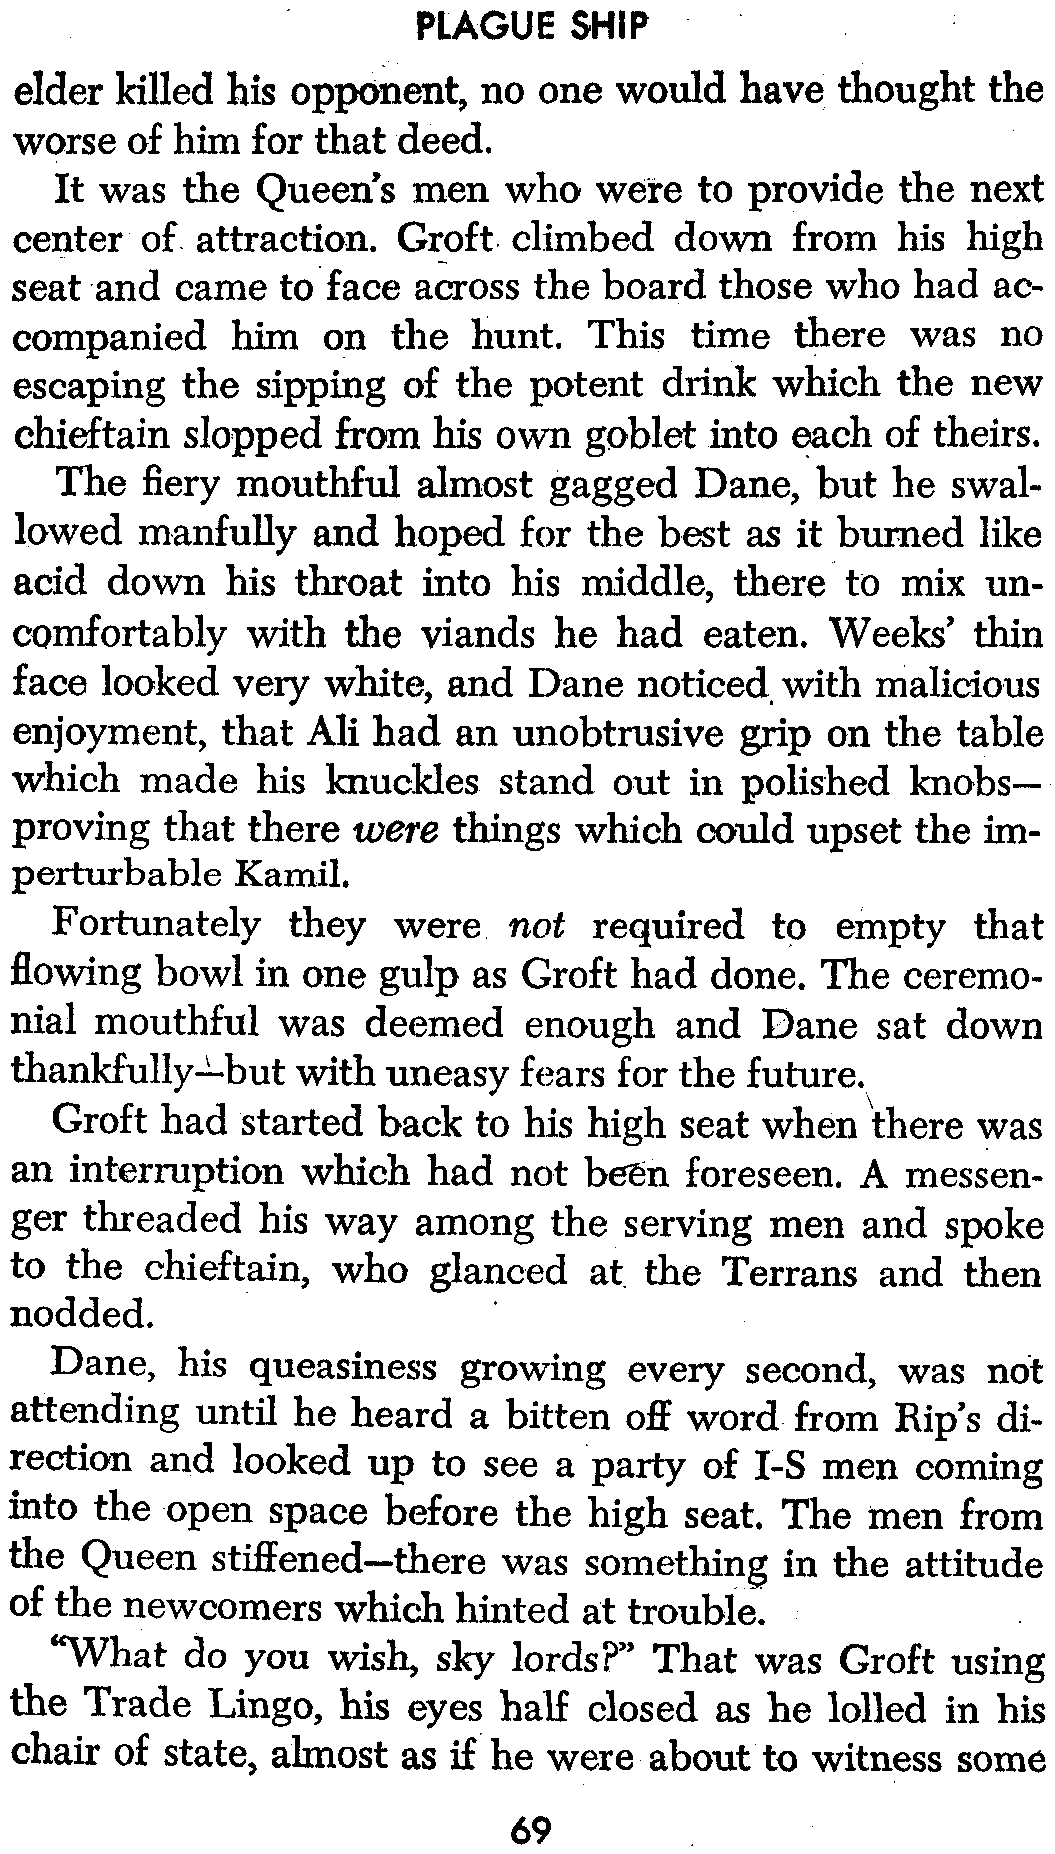 PLAGUE SHIP
elder killed his opponent, no one would have thought the
worse of him for that deed.
It was the Queen's men who were to provide the next
center of attraction. Groft climbed down from his high
seat and came to face across the board those who had ac-
companied him on the hunt. This time there was no
escaping the sipping of the potent drink which the new
chieftain slopped from his own goblet into each of theirs.
The fiery mouthful almost gagged Dane, but he swal-
lowed manfully and hoped for the best as it burned like
acid down his throat into his middle, there to mix un-
comfortably with the viands he had eaten. Weeks' thin
face looked very white, and Dane noticed with malicious
enjoyment, that Ali had an unobtrusive grip on the table
which made his knuckles stand out in polished knobs—
proving that there were things which could upset the im-
perturbable Kamil.
Fortunately they were not required to empty that
flowing bowl in one gulp as Groft had done. The ceremo-
nial mouthful was deemed enough and Dane sat down
thankfully—but with uneasy fears for the future.
Groft had started back to his high seat when there was
an interruption which had not been foreseen. A messen-
ger threaded his way among the serving men and spoke
to the chieftain, who glanced at the Terrans and then
nodded.
Dane, his queasiness growing every second, was not
attending until he heard a bitten off word from Rip's di-
rection and looked up to see a party of I-S men coming
into the open space before the high seat. The men from
the Queen stiffened—there was something in the attitude
of the newcomers which hinted at trouble.
"What do you wish, sky lords?" That was Groft using
the Trade Lingo, his eyes half closed as he lolled in his
chair of state, almost as if he were about to witness some
69